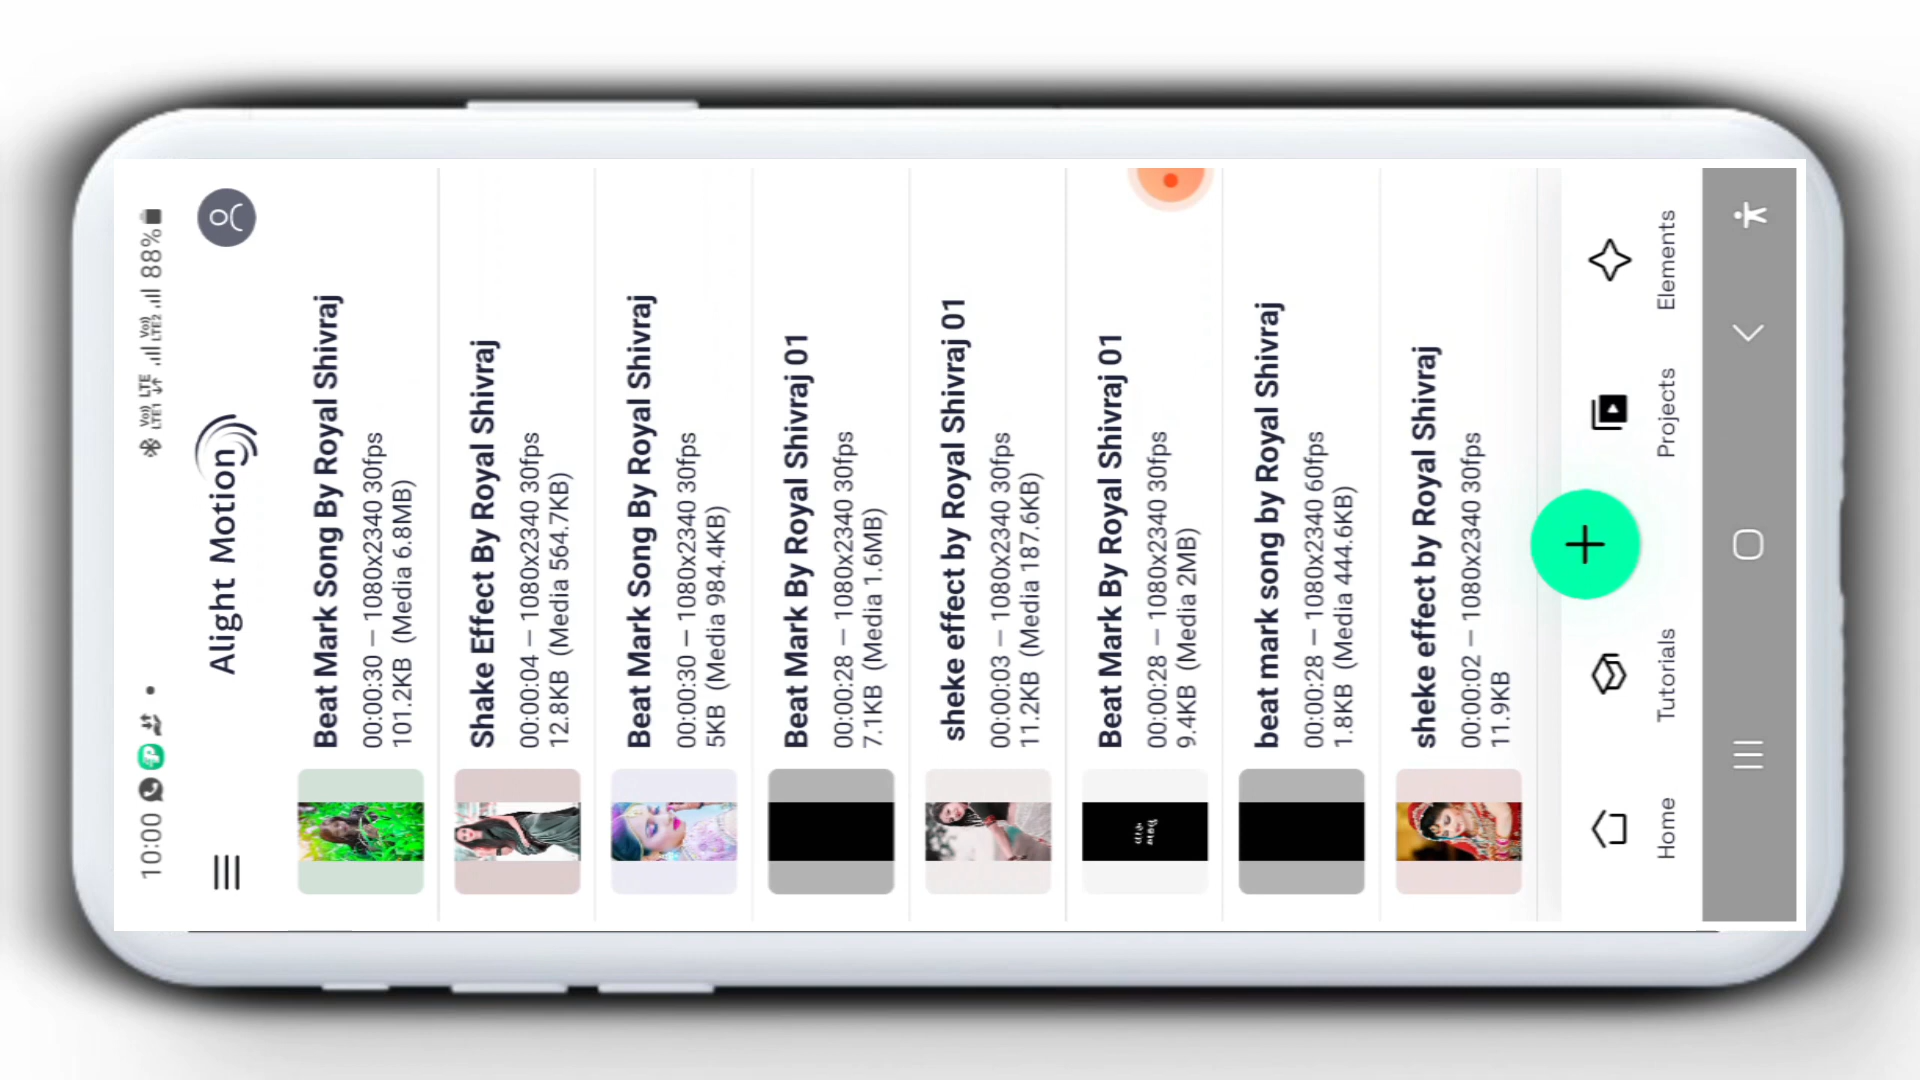 10:00
VoLTE LTE1 LTE VoLTE LTE2 88%
Alight Motion
Beat Mark Song By Royal Shivraj
00:00:30 – 1080x2340 30fps
101.2KB (Media 6.8MB)
Shake Effect By Royal Shivraj
00:00:04 – 1080x2340 30fps
12.8KB (Media 564.7KB)
Beat Mark Song By Royal Shivraj
00:00:30 – 1080x2340 30fps
5KB (Media 984.4KB)
Beat Mark By Royal Shivraj 01
00:00:28 – 1080x2340 30fps
7.1KB (Media 1.6MB)
sheke effect by Royal Shivraj 01
00:00:03 – 1080x2340 30fps
11.2KB (Media 187.6KB)
Beat Mark By Royal Shivraj 01
00:00:28 – 1080x2340 30fps
9.4KB (Media 2MB)
beat mark song by Royal Shivraj
00:00:28 – 1080x2340 60fps
1.8KB (Media 444.6KB)
sheke effect by Royal Shivraj
00:00:02 – 1080x2340 30fps
11.9KB
Home
Tutorials
Projects
Elements